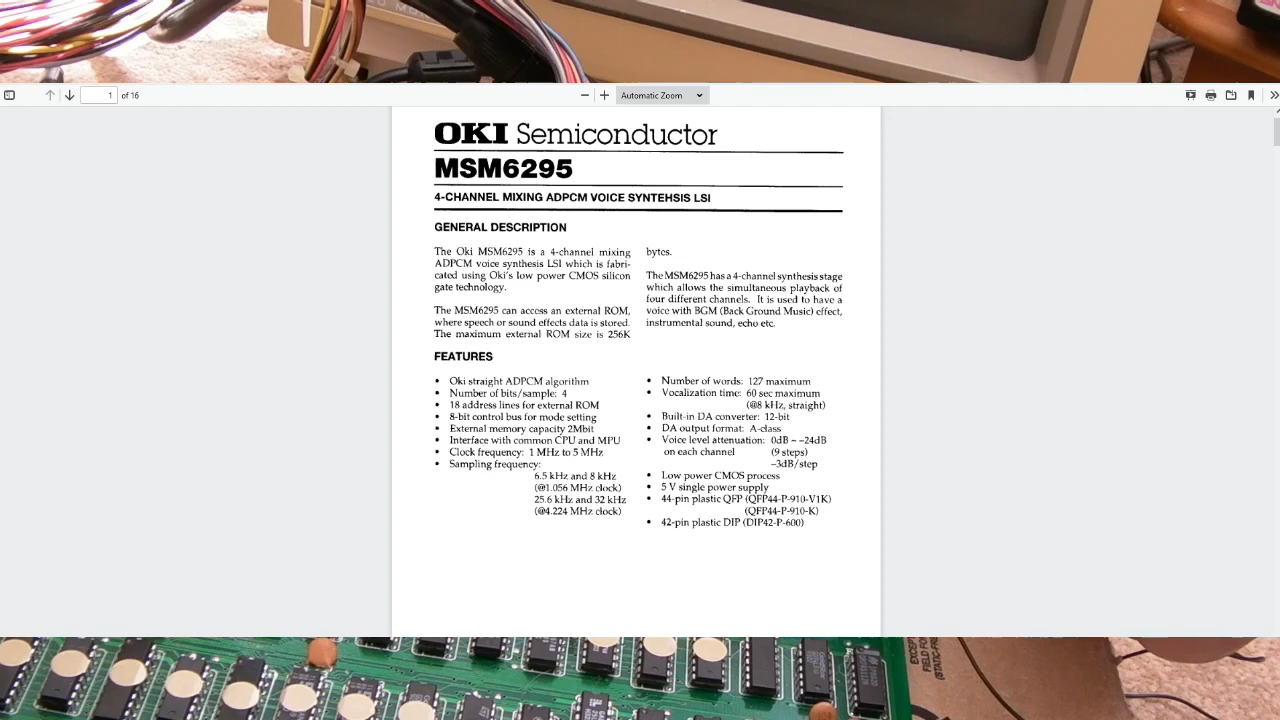 1 of 16
Automatic Zoom
OKI Semiconductor
MSM6295
4-CHANNEL MIXING ADPCM VOICE SYNTEHSIS LSI
GENERAL DESCRIPTION
The Oki MSM6295 is a 4-channel mixing
ADPCM voice synthesis LSI which is fabri-
cated using Oki's low power CMOS silicon
gate technology.
The MSM6295 can access an external ROM,
where speech or sound effects data is stored.
The maximum external ROM size is 256K
bytes.
The MSM6295 has a 4-channel synthesis stage
which allows the simultaneous playback of
four different channels. It is used to have a
voice with BGM (Back Ground Music) effect,
instrumental sound, echo etc.
FEATURES
• Oki straight ADPCM algorithm
• Number of bits/sample: 4
• 18 address lines for external ROM
• 8-bit control bus for mode setting
• External memory capacity 2Mbit
• Interface with common CPU and MPU
• Clock frequency: 1 MHz to 5 MHz
• Sampling frequency:
6.5 kHz and 8 kHz
(@1.056 MHz clock)
25.6 kHz and 32 kHz
(@4.224 MHz clock)
• Number of words: 127 maximum
• Vocalization time: 60 sec maximum
(@8 kHz, straight)
• Built-in DA converter: 12-bit
• DA output format: A-class
• Voice level attenuation: 0dB ~ -24dB
on each channel (9 steps)
-3dB/step
• Low power CMOS process
• 5 V single power supply
• 44-pin plastic QFP (QFP44-P-910-V1K)
(QFP44-P-910-K)
• 42-pin plastic DIP (DIP42-P-600)